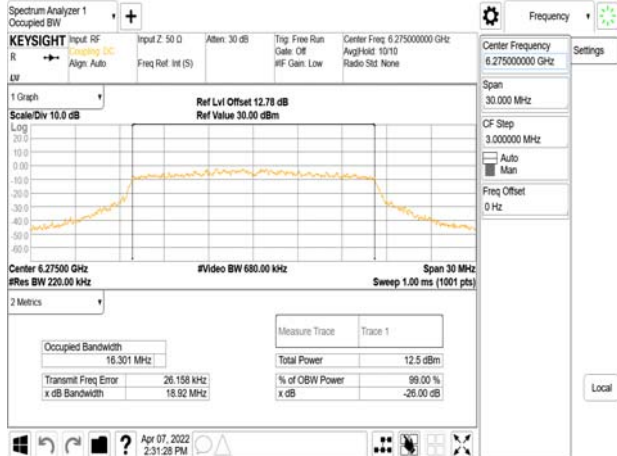 Spectrum Analyzer 1
Occupied BW
Frequency
KEYSIGHT
R
LVI
Input: RF
Coupling: DC
Align: Auto
Input Z: 50 Ω
Freq Ref: Int (S)
Atten: 30 dB
Trig: Free Run
Gate: Off
#IF Gain: Low
Center Freq: 6.275000000 GHz
Avg|Hold: 10/10
Radio Std: None
Center Frequency
6.275000000 GHz
Settings
Span
30.000 MHz
CF Step
3.000000 MHz
Auto
Man
Freq Offset
0 Hz
Local
1 Graph
Scale/Div 10.0 dB
Ref Lvl Offset 12.78 dB
Ref Value 30.00 dBm
Log
20.0
10.0
0.00
-10.0
-20.0
-30.0
-40.0
-50.0
-60.0
Center 6.27500 GHz
#Res BW 220.00 kHz
#Video BW 680.00 kHz
Span 30 MHz
Sweep 1.00 ms (1001 pts)
2 Metrics
Measure Trace Trace 1
Occupied Bandwidth
16.301 MHz
Total Power 12.5 dBm
Transmit Freq Error 26.158 kHz
% of OBW Power 99.00 %
x dB Bandwidth 18.92 MHz
x dB -26.00 dB
?
Apr 07, 2022
2:31:28 PM